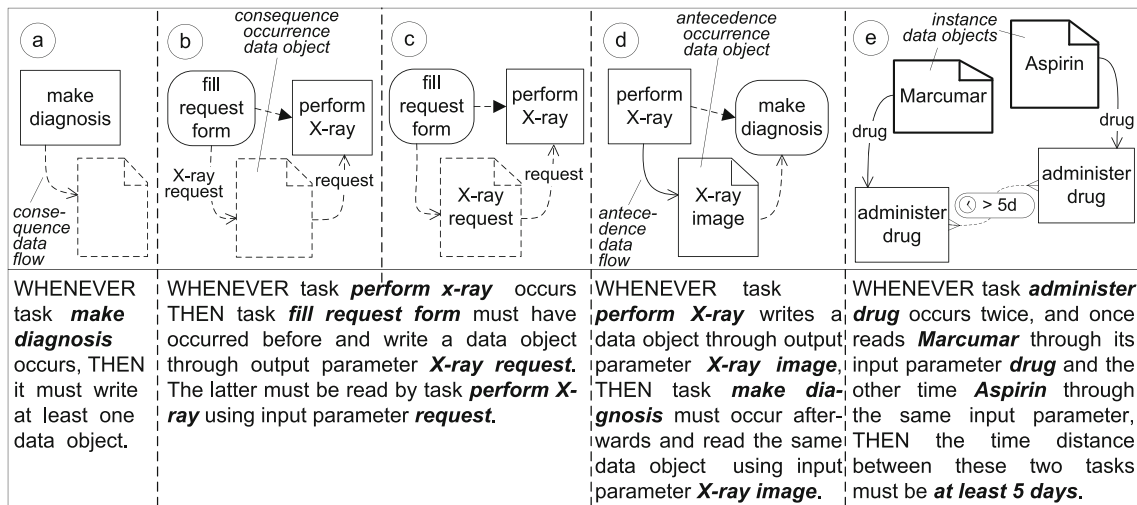 a
make
diagnosis
conse-
quence
data
flow
b
consequence
occurrence
data object
fill
request
form
perform
X-ray
X-ray
request
request
c
fill
request
form
perform
X-ray
X-ray
request
request
d
antecedence
occurrence
data object
perform
X-ray
make
diagnosis
antece-
dence
data
flow
X-ray
image
e
instance
data objects
Marcumar
Aspirin
drug
drug
administer
drug
> 5d
administer
drug
WHENEVER
task make
diagnosis
occurs, THEN
it must write
at least one
data object.
WHENEVER task perform x-ray occurs
THEN task fill request form must have
occurred before and write a data object
through output parameter X-ray request.
The latter must be read by task perform X-
ray using input parameter request.
WHENEVER task
perform X-ray writes a
data object through output
parameter X-ray image,
THEN task make dia-
gnosis must occur after-
wards and read the same
data object using input
parameter X-ray image.
WHENEVER task administer
drug occurs twice, and once
reads Marcumar through its
input parameter drug and the
other time Aspirin through
the same input parameter,
THEN the time distance
between these two tasks
must be at least 5 days.